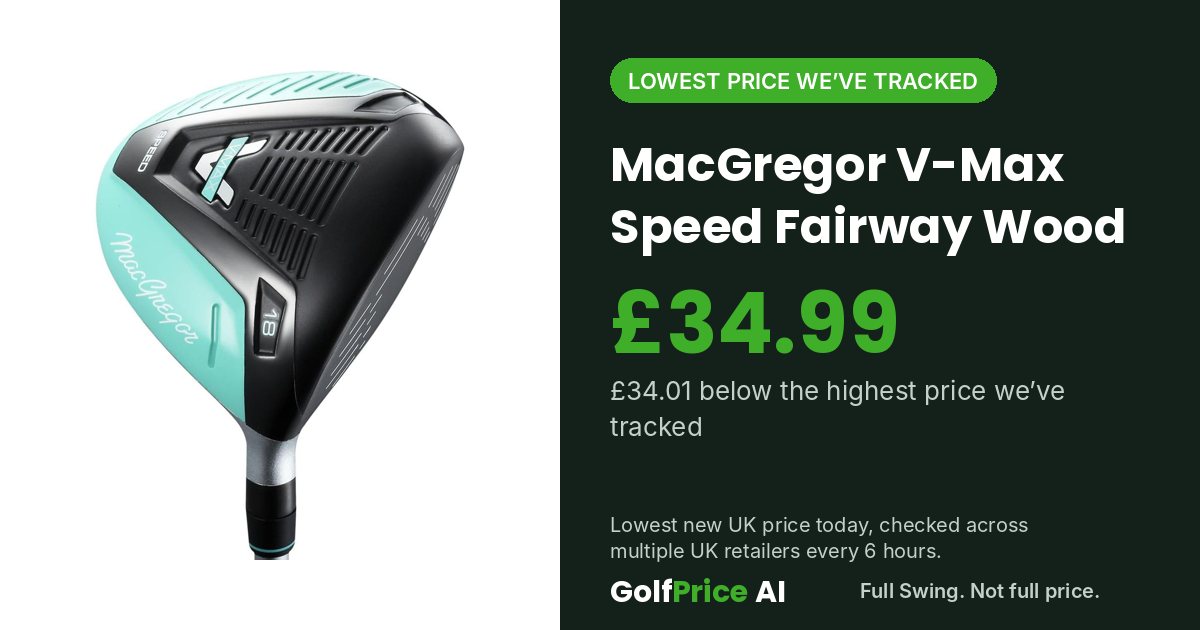 SPEED
V MAX
MacGregor
18
LOWEST PRICE WE’VE TRACKED
MacGregor V-Max
Speed Fairway Wood
£34.99
£34.01 below the highest price we’ve
tracked
Lowest new UK price today, checked across
multiple UK retailers every 6 hours.
GolfPrice AI
Full Swing. Not full price.